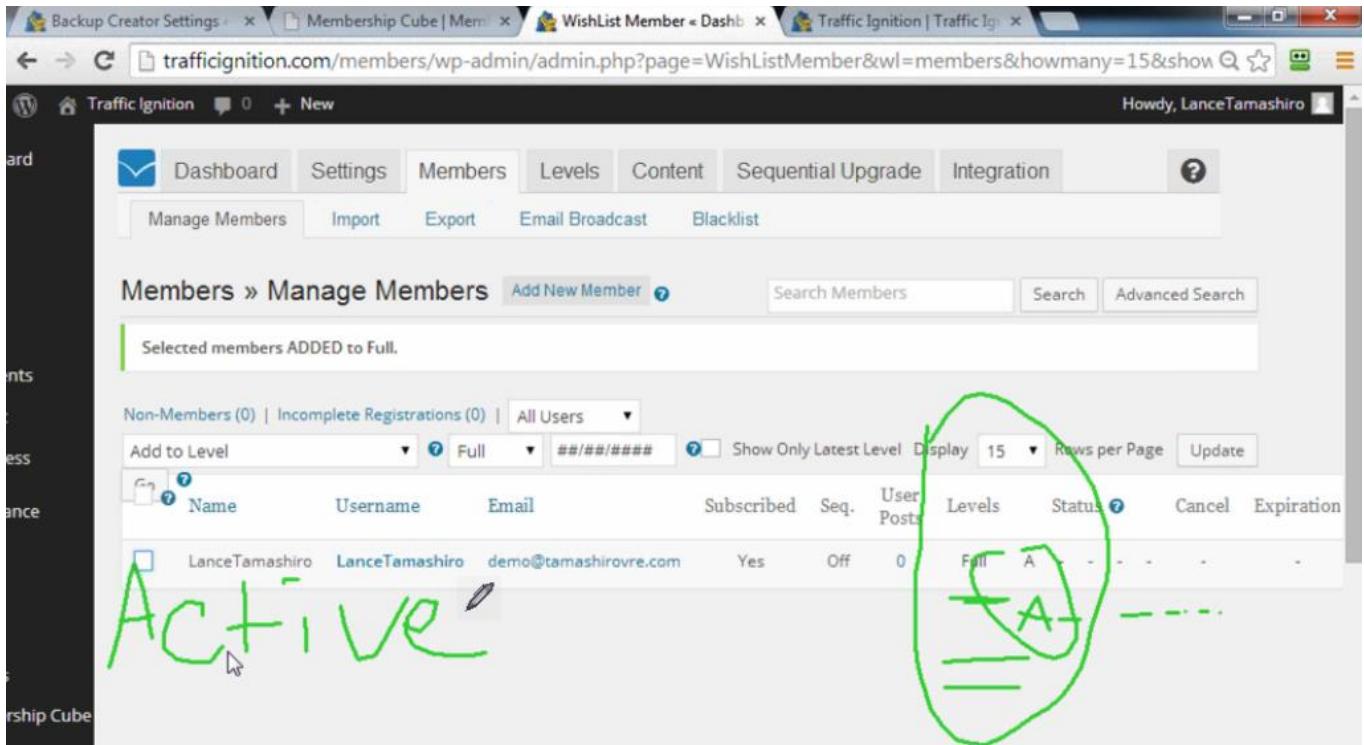 Backup Creator Settings
Membership Cube | Mem
WishList Member « Dashb
Traffic Ignition | Traffic Ig
trafficignition.com/members/wp-admin/admin.php?page=WishListMember&wl=members&howmany=15&show
Traffic Ignition 0 + New Howdy, LanceTamashiro
ard
Dashboard Settings Members Levels Content Sequential Upgrade Integration ?
Manage Members Import Export Email Broadcast Blacklist
Members » Manage Members Add New Member ? Search Members Search Advanced Search
Selected members ADDED to Full.
ents
Non-Members (0) | Incomplete Registrations (0) | All Users
ess
Add to Level ? Full ##/##/#### ? Show Only Latest Level Display 15 Rows per Page Update
Go ?
ance
? Name Username Email Subscribed Seq. User Posts Levels Status ? Cancel Expiration
LanceTamashiro LanceTamashiro demo@tamashirovre.com Yes Off 0 Full A - - - - - -
Active A
s
rship Cube